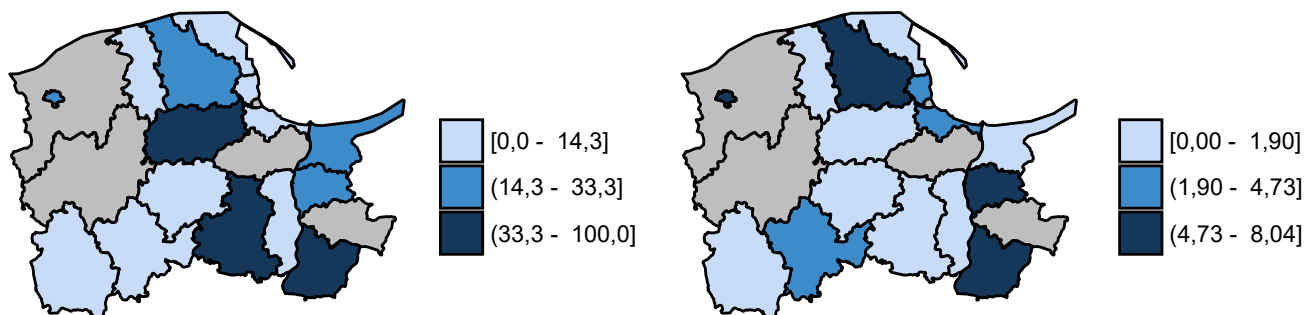 [0,0 - 14,3]
(14,3 - 33,3]
(33,3 - 100,0]
[0,00 - 1,90]
(1,90 - 4,73]
(4,73 - 8,04]